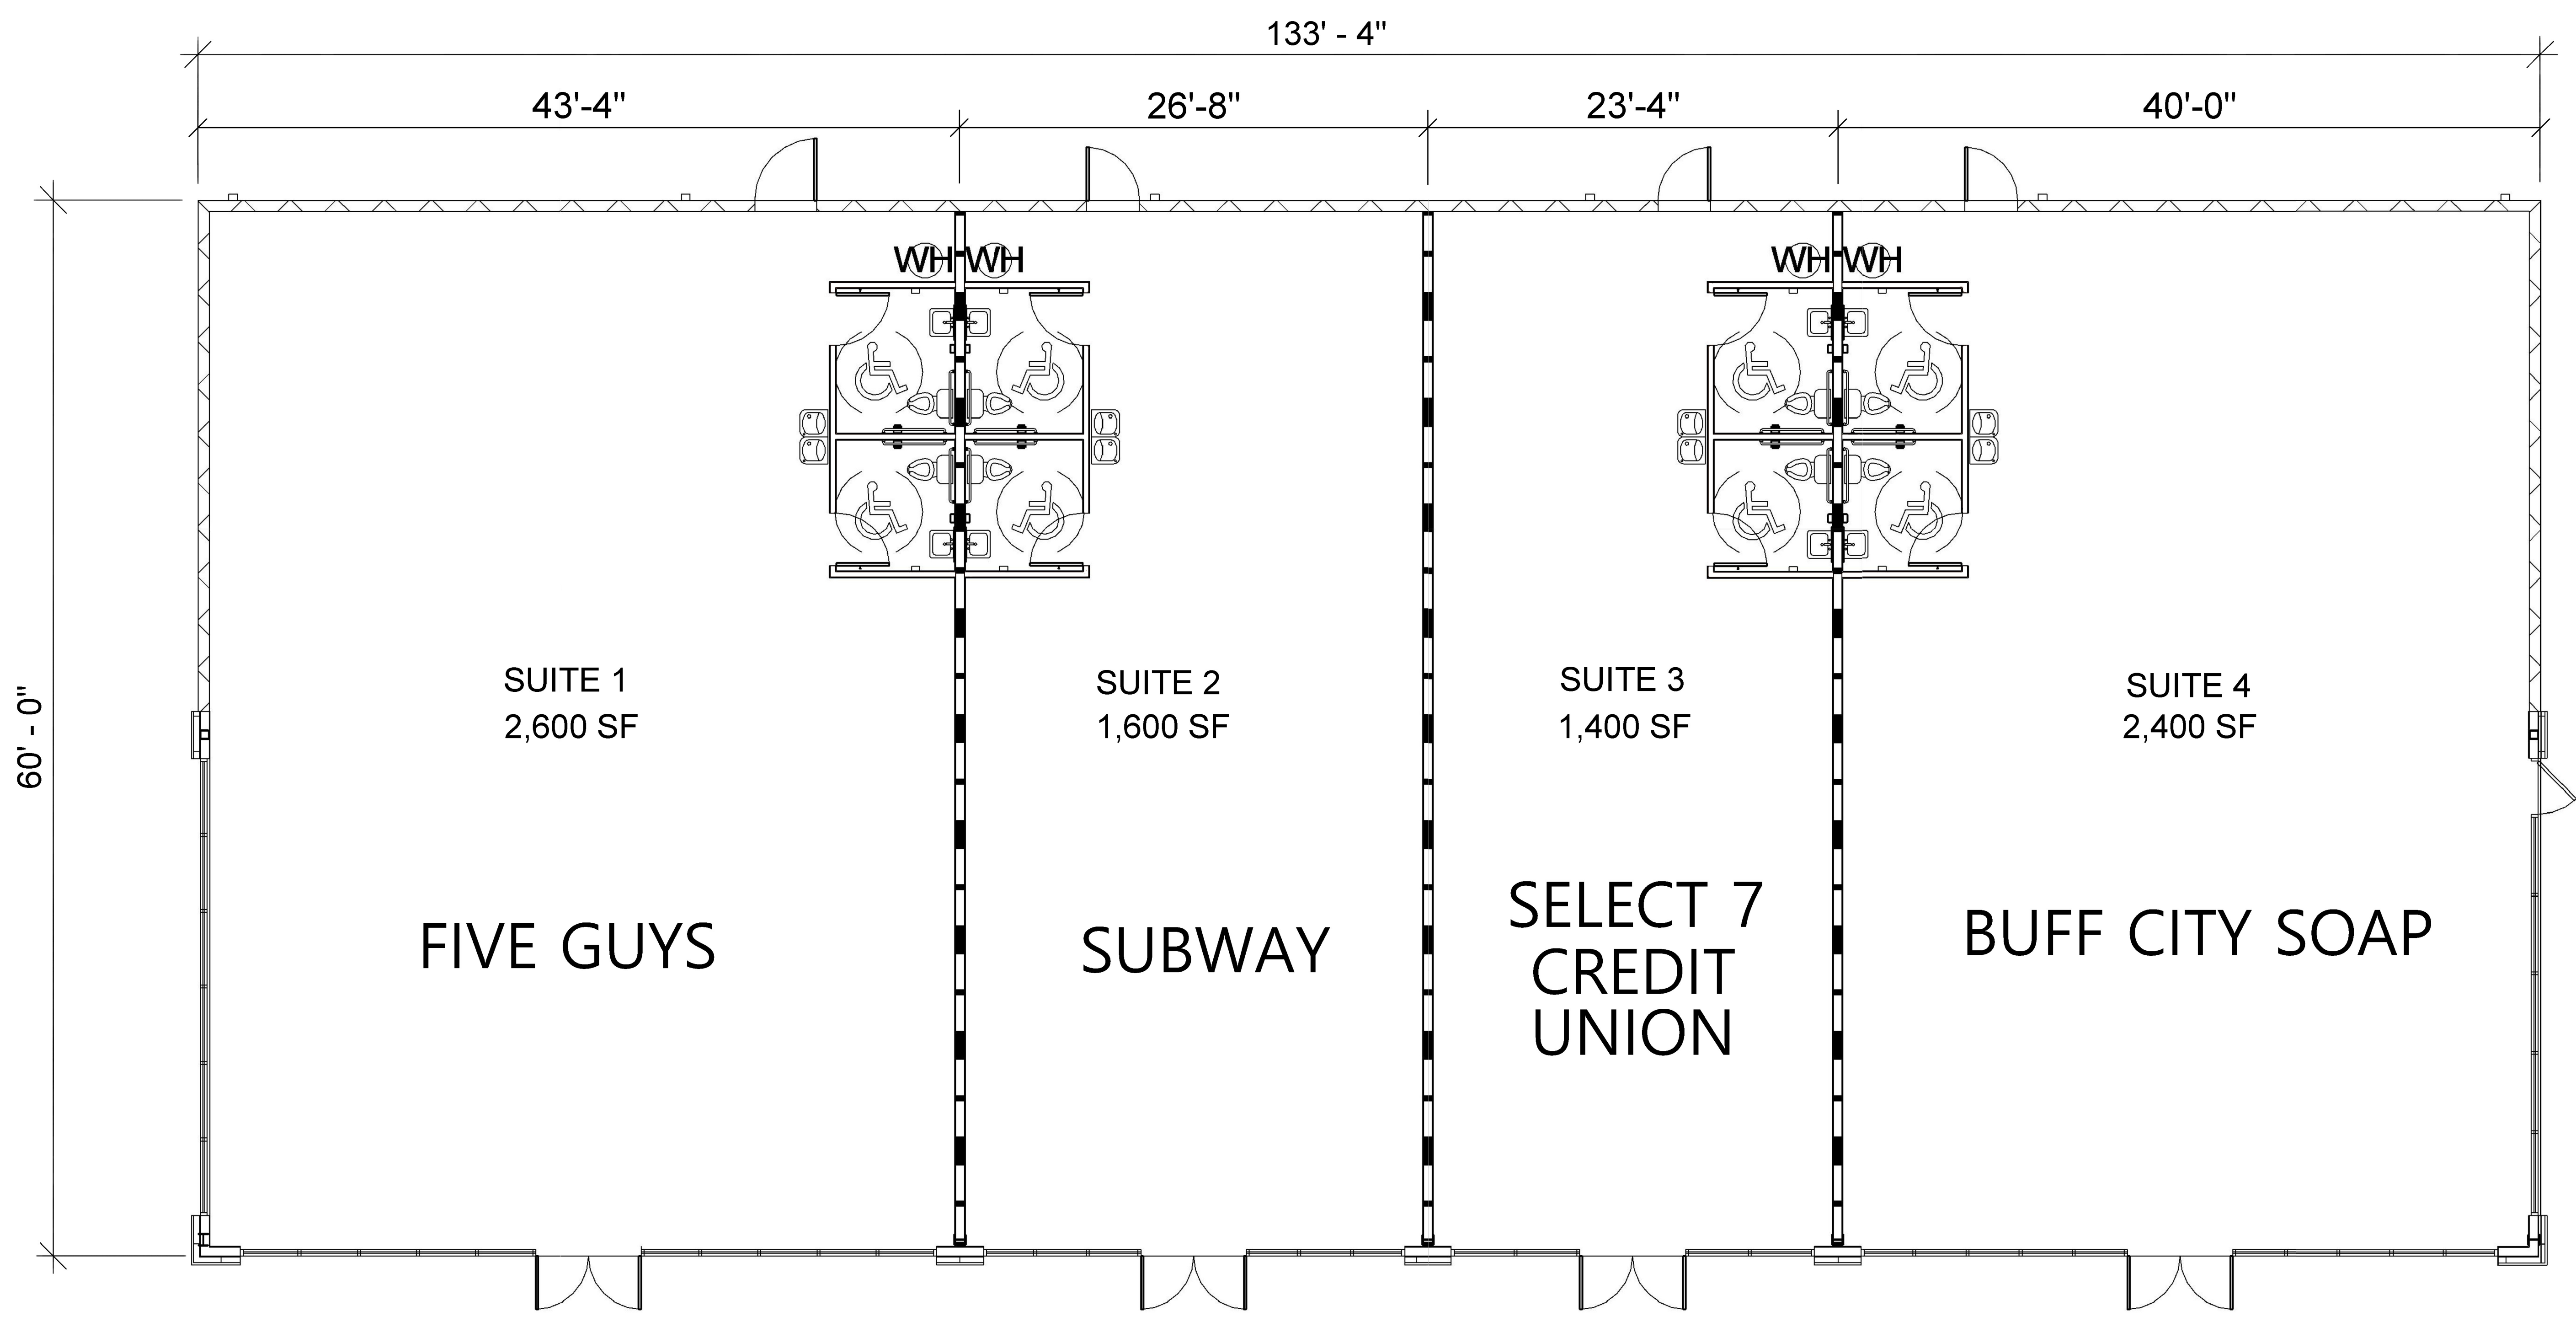 133' - 4"
43'-4"
26'-8"
23'-4"
40'-0"
60' - 0"
WH
WH
WH
WH
SUITE 1
2,600 SF
SUITE 2
1,600 SF
SUITE 3
1,400 SF
SUITE 4
2,400 SF
FIVE GUYS
SUBWAY
SELECT 7
CREDIT
UNION
BUFF CITY SOAP